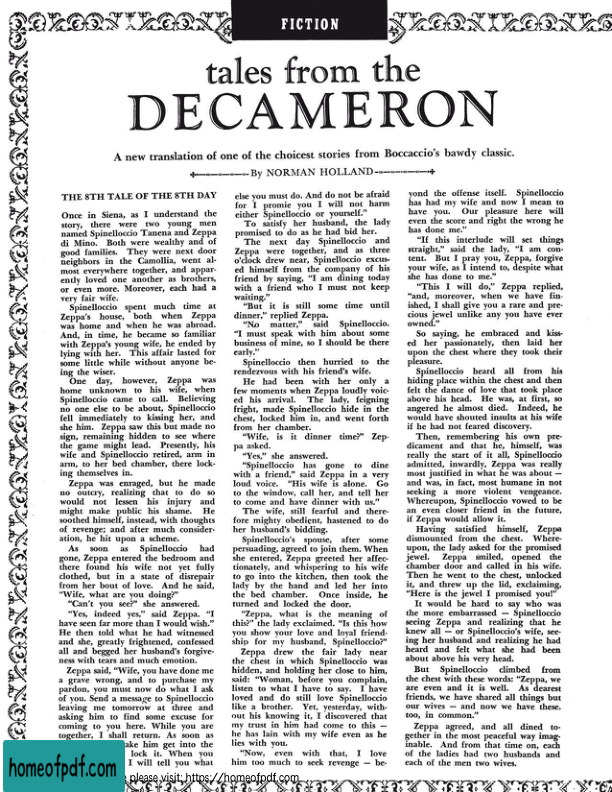 FICTION
tales from the
DECAMERON
A new translation of one of the choicest stories from Boccaccio's bawdy classic.
By NORMAN HOLLAND
THE 8TH TALE OF THE 8TH DAY
Once in Siena, as I understand the
story, there were two young men
named Spinelloccio Tanena and Zeppa
di Mino. Both were wealthy and of
good families. They were next door
neighbors in the Camollia, went al-
most everywhere together, and appar-
ently loved one another as brothers,
or even more. Moreover, each had a
very fair wife.
Spinelloccio spent much time at
Zeppa's house, both when Zeppa
was home and when he was abroad.
And, in time, he became so familiar
with Zeppa's young wife, he ended by
lying with her. This affair lasted for
some little while without anyone be-
ing the wiser.
One day, however, Zeppa was
home unknown to his wife, when
Spinelloccio came to call. Believing
no one else to be about, Spinelloccio
fell immediately to kissing her, and
she him. Zeppa saw this but made no
sign, remaining hidden to see where
the game might lead. Presently, his
wife and Spinelloccio retired, arm in
arm, to her bed chamber, there lock-
ing themselves in.
Zeppa was enraged, but he made
no outcry, realizing that to do so
would not lessen his injury and
might make public his shame. He
soothed himself, instead, with thoughts
of revenge; and after much consider-
ation, he hit upon a scheme.
As soon as Spinelloccio had
gone, Zeppa entered the bedroom and
there found his wife not yet fully
clothed, but in a state of disrepair
from her bout of love. And he said,
"Wife, what are you doing?"
"Can't you see?" she answered.
"Yes, indeed yes," said Zeppa. "I
have seen far more than I would wish."
He then told what he had witnessed
and she, greatly frightened, confessed
all and begged her husband's forgive-
ness with tears and much emotion.
Zeppa said, "Wife, you have done me
a grave wrong, and to purchase my
pardon, you must now do what I ask
of you. Send a message to Spinelloccio
leaving me tomorrow at three and
asking him to find some excuse for
coming to you here. While you are
together, I shall return. As soon as
ake him get into the
lock it. When you
I will tell you what
else you must do. And do not be afraid
for I promie you I will not harm
either Spinelloccio or yourself."
To satisfy her husband, the lady
promised to do as he had bid her.
The next day Spinelloccio and
Zeppa were together, and as three
o'clock drew near, Spinelloccio, excus-
ed himself from the company of his
friend by saying, "I am dining today
with a friend who I must not keep
waiting."
"But it is still some time until
dinner," replied Zeppa.
"No matter," said Spinelloccio.
"I must speak with him about some
business of mine, so I should be there
early."
Spinelloccio then hurried to the
rendezvous with his friend's wife.
He had been with her only a
few moments when Zeppa loudly voic-
ed his arrival. The lady, feigning
fright, made Spinelloccio hide in the
chest, locked him in, and went forth
from her chamber.
"Wife, is it dinner time?" Zep-
pa asked.
"Yes," she answered.
"Spinelloccio has gone to dine
with a friend," said Zeppa in a very
loud voice. "His wife is alone. Go
to the window, call her, and tell her
to come and have dinner with us."
The wife, still fearful and there-
fore mighty obedient, hastened to do
her husband's bidding.
Spinelloccio's spouse, after some
persuading, agreed to join them. When
she entered, Zeppa greeted her affec-
tionately, and whispering to his wife
to go into the kitchen, then took the
lady by the hand and led her into
the bed chamber. Once inside, he
turned and locked the door.
"Zeppa, what is the meaning of
this?" the lady exclaimed. "Is this how
you show your love and loyal friend-
ship for my husband, Spinelloccio?"
Zeppa drew the fair lady near
the chest in which Spinelloccio was
hidden, and holding her close to him,
said: "Woman, before you complain,
listen to what I have to say. I have
loved and do still love Spinelloccio
like a brother. Yet, yesterday, with-
out his knowing it, I discovered that
my trust in him had come to this —
he has lain with my wife even as he
lies with you.
"Now, even with that, I love
him too much to seek revenge — be-
yond the offense itself. Spinelloccio
has had my wife and now I mean to
have you. Our pleasure here will
even the score and right the wrong he
has done me."
"If this interlude will set things
straight," said the lady, "I am con-
tent. But I pray you, Zeppa, forgive
your wife, as I intend to, despite what
she has done to me."
"This I will do," Zeppa replied,
"and, moreover, when we have fin-
ished, I shall give you a rare and pre-
cious jewel unlike any you have ever
owned."
So saying, he embraced and kiss-
ed her passionately, then laid her
upon the chest where they took their
pleasure.
Spinelloccio heard all from his
hiding place within the chest and then
felt the dance of love that took place
above his head. He was, at first, so
angered he almost died. Indeed, he
would have shouted insults at his wife
if he had not feared discovery.
Then, remembering his own pre-
dicament and that he, himself, was
really the start of it all, Spinelloccio
admitted, inwardly, Zeppa was really
most justified in what he was about —
and was, in fact, most humane in not
seeking a more violent vengeance.
Whereupon, Spinelloccio vowed to be
an even closer friend in the future,
if Zeppa would allow it.
Having satisfied himself, Zeppa
dismounted from the chest. Where-
upon, the lady asked for the promised
jewel. Zeppa smiled, opened the
chamber door and called in his wife.
Then he went to the chest, unlocked
it, and threw up the lid, exclaiming,
"Here is the jewel I promised you!"
It would be hard to say who was
the more embarrassed — Spinelloccio
seeing Zeppa and realizing that he
knew all — or Spinelloccio's wife, see-
ing her husband and realizing he had
heard and felt what she had been
about above his very head.
But Spinelloccio climbed from
the chest with these words: "Zeppa, we
are even and it is well. As dearest
friends, we have shared all things but
our wives — and now we have these.
too, in common."
Zeppa agreed, and all dined to-
gether in the most peaceful way imag-
inable. And from that time on, each
of the ladies had two husbands and
each of the men two wives.
homeofpdf.com
e please visit: https://homeofpdf.com